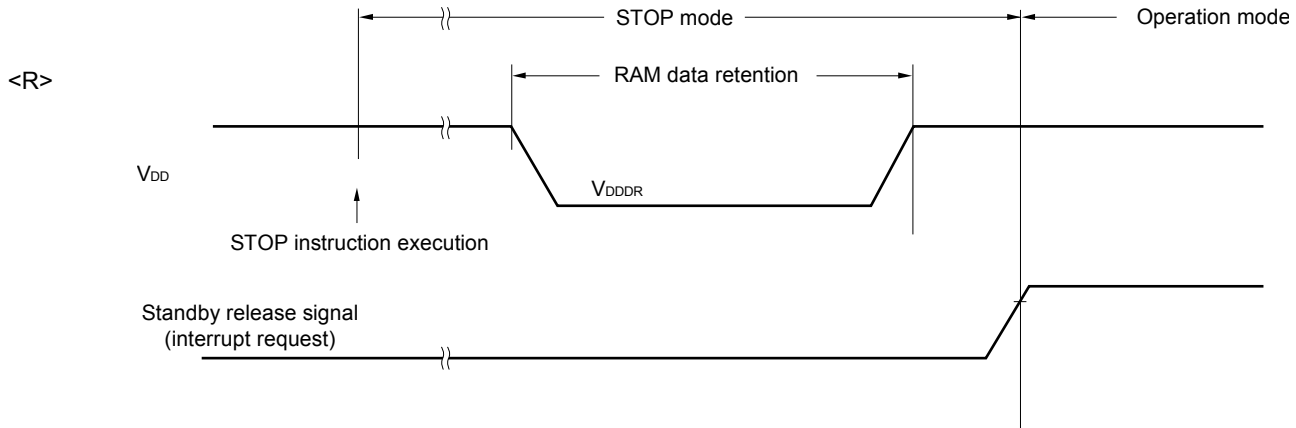 STOP mode
Operation mode
<R>
RAM data retention
VDD
VDDDR
STOP instruction execution
Standby release signal
(interrupt request)